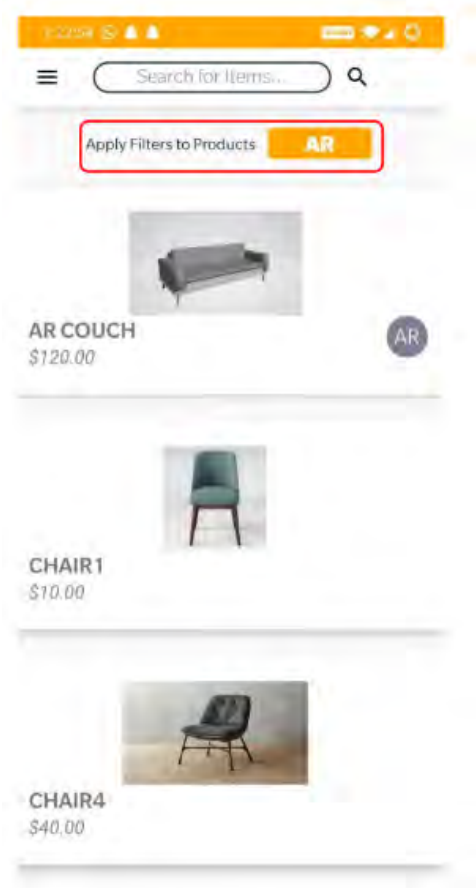 Search for Items...
Apply Filters to Products AR
AR COUCH
$120.00
AR
CHAIR1
$10.00
CHAIR4
$40.00